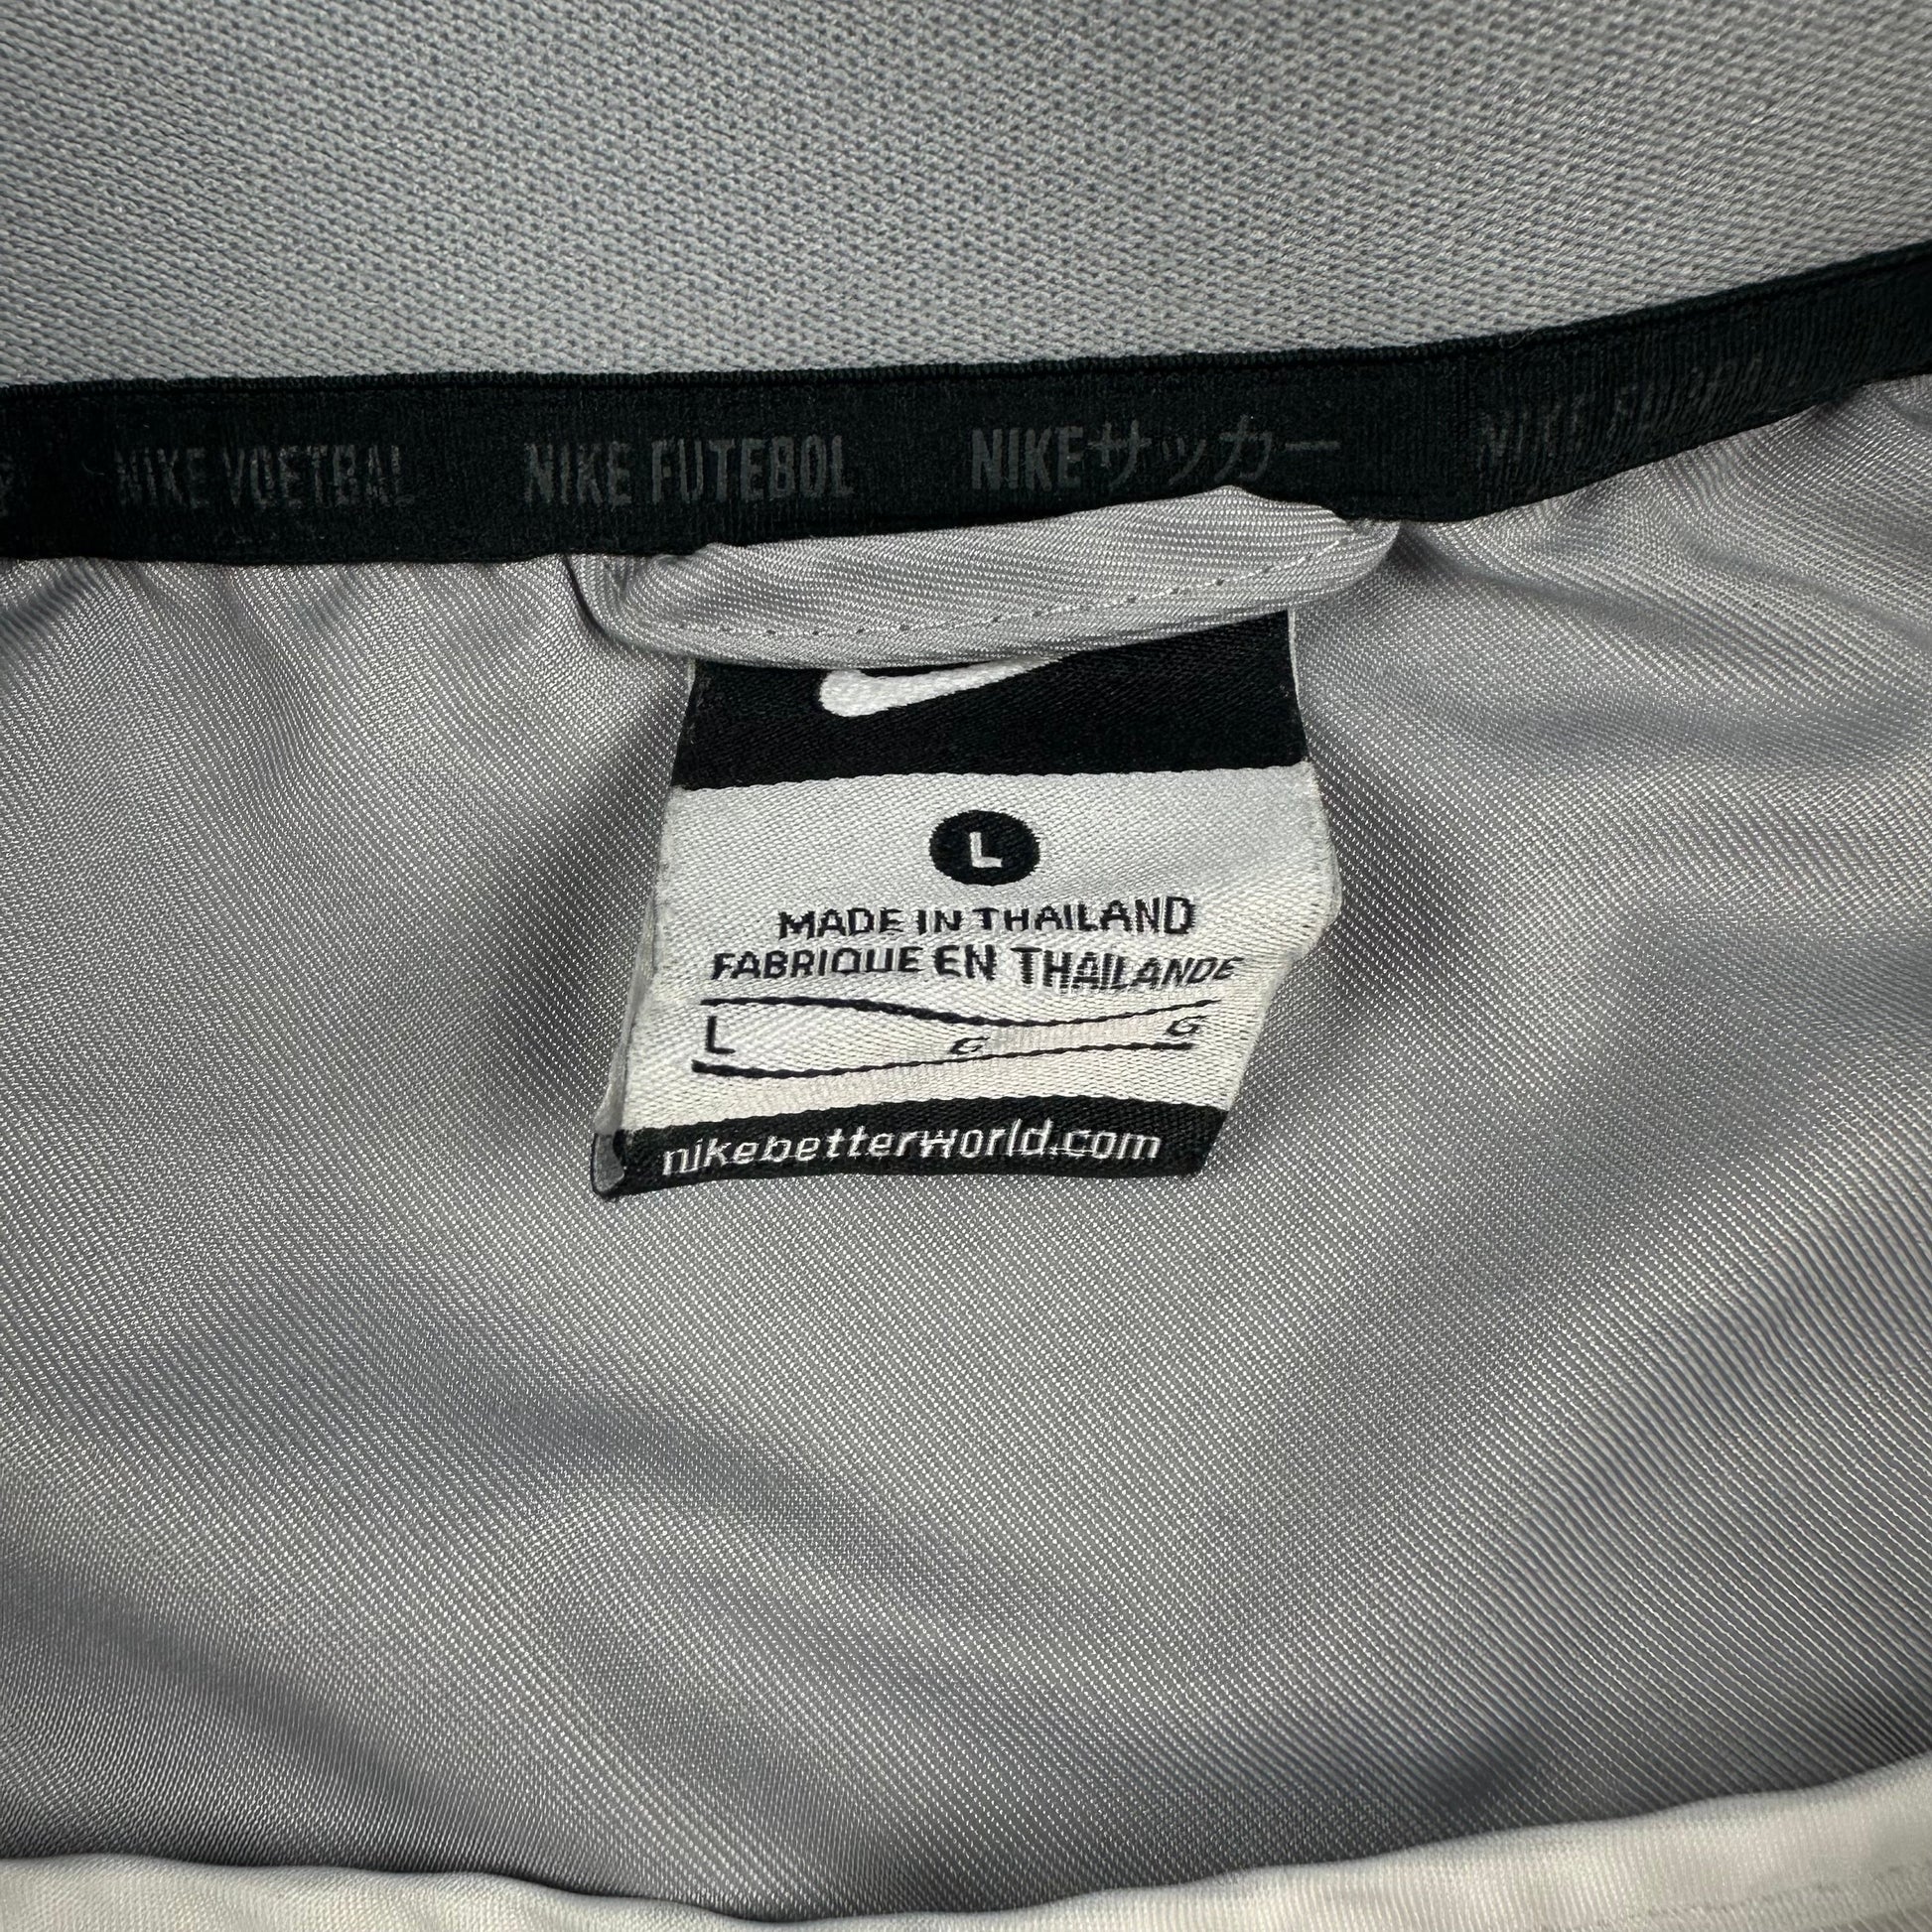 NIKE VOETBAL NIKE FUTEBOL NIKEサッカー NIKE
L
MADE IN THAILAND
FABRIQUE EN THAILANDE
L G G
nikebetterworld.com